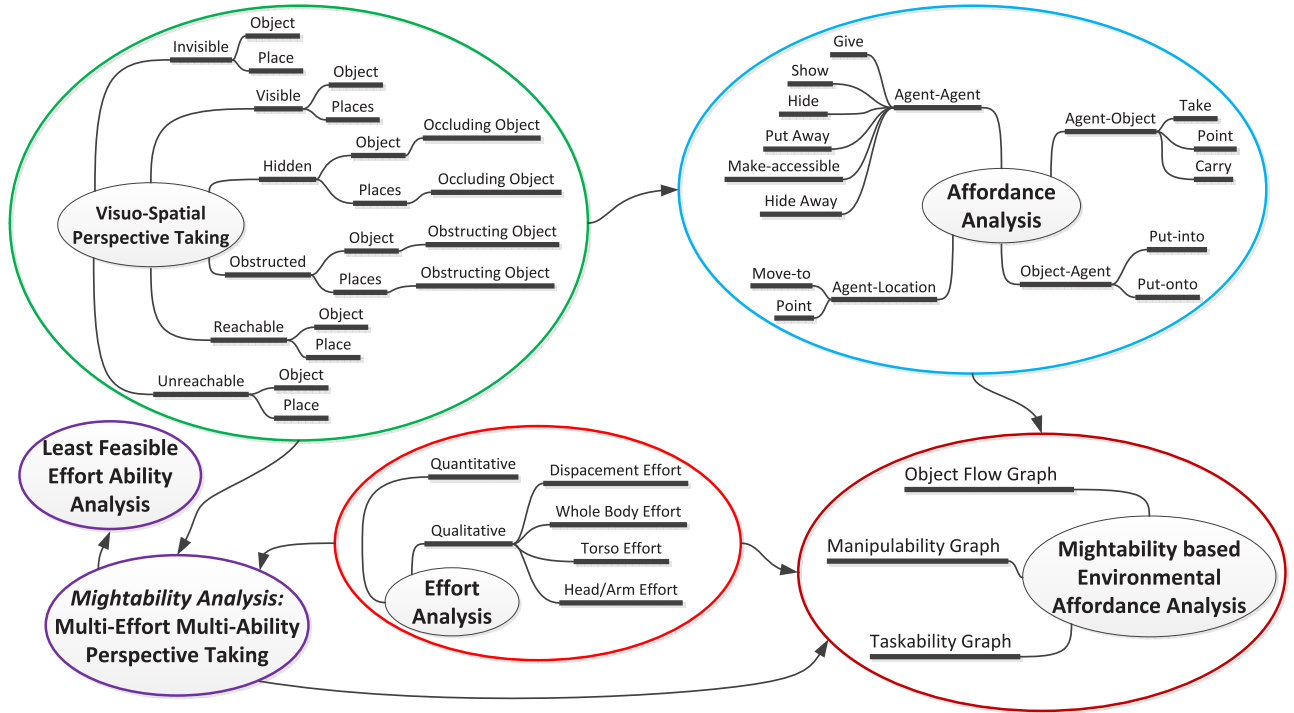 Invisible
Object
Place
Visible
Object
Places
Hidden
Object
Occluding Object
Places
Occluding Object
Visuo-Spatial
Perspective Taking
Obstructed
Object
Obstructing Object
Places
Obstructing Object
Reachable
Object
Place
Unreachable
Object
Place
Give
Show
Hide
Put Away
Make-accessible
Hide Away
Agent-Agent
Agent-Object
Take
Point
Carry
Affordance
Analysis
Move-to
Point
Agent-Location
Object-Agent
Put-into
Put-onto
Least Feasible
Effort Ability
Analysis
Mightability Analysis:
Multi-Effort Multi-Ability
Perspective Taking
Quantitative
Qualitative
Dispacement Effort
Whole Body Effort
Torso Effort
Head/Arm Effort
Effort
Analysis
Object Flow Graph
Manipulability Graph
Taskability Graph
Mightability based
Environmental
Affordance Analysis